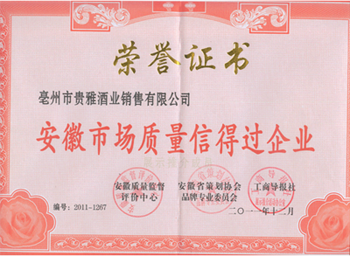 荣誉证书
亳州市贵雅酒业销售有限公司
安徽市场质量信得过企业
安徽质量监督 安徽省策划协会 工商导报社
评价中心 品牌专业委员会
编号：2011-1267 二〇一一年十二月